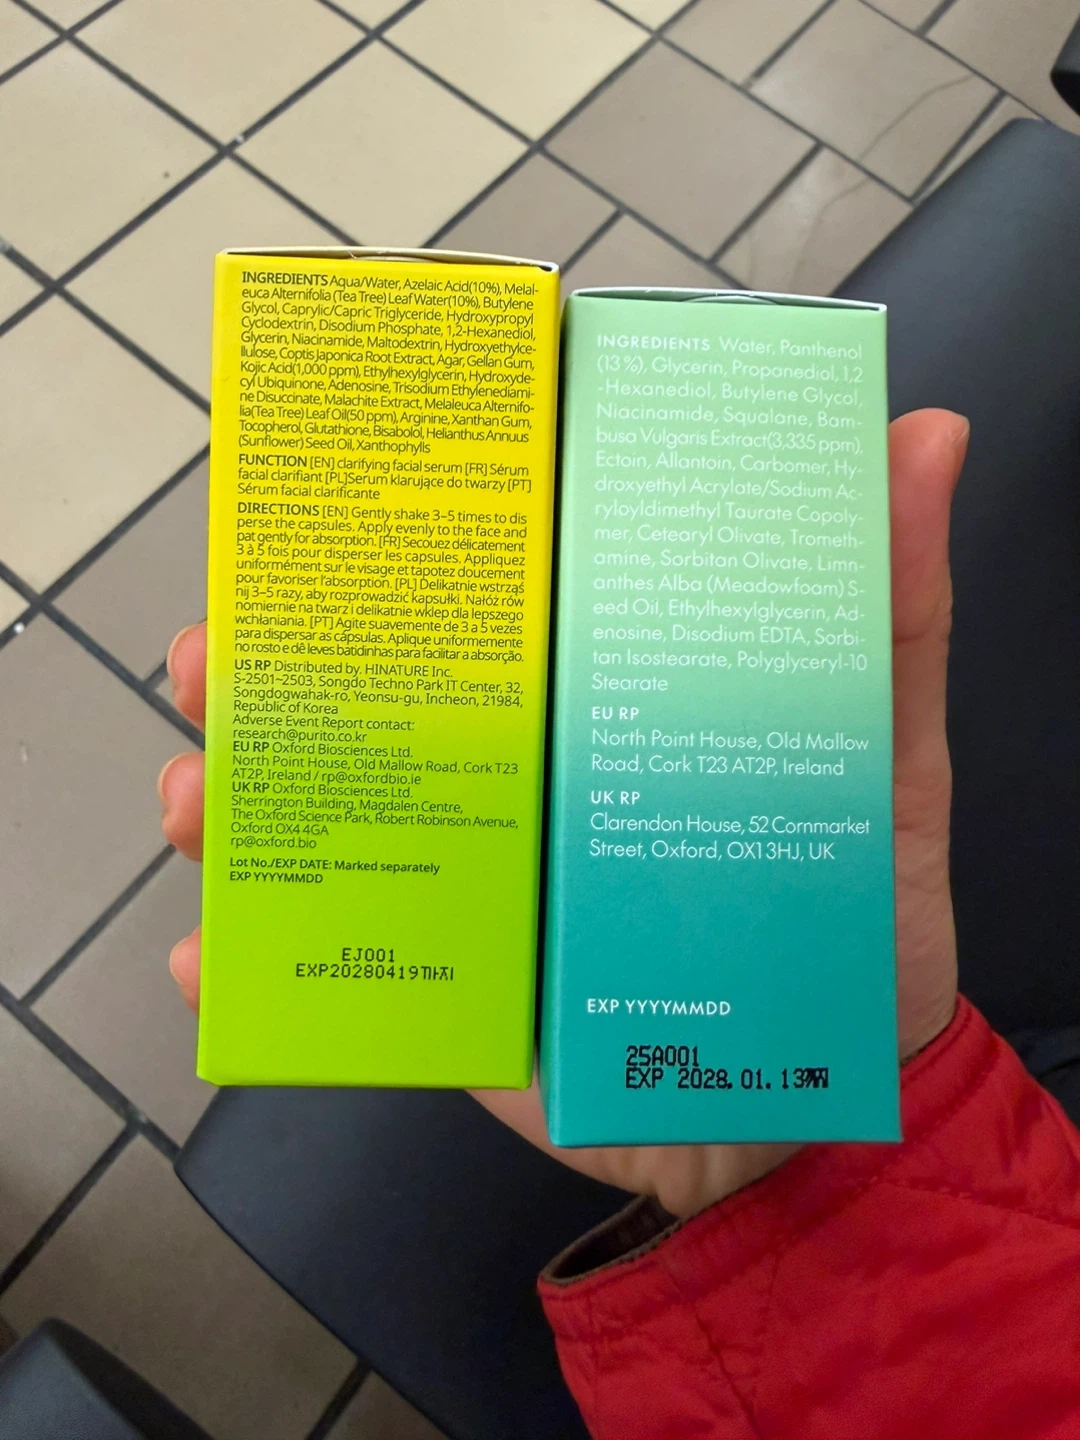 INGREDIENTS Aqua/Water, Azelaic Acid(10%), Melal-
euca Alternifolia (Tea Tree) Leaf Water(10%), Butylene
Glycol, Caprylic/Capric Triglyceride, Hydroxypropyl
Cyclodextrin, Disodium Phosphate, 1,2-Hexanediol,
Glycerin, Niacinamide, Maltodextrin, Hydroxyethylce-
llulose, Coptis Japonica Root Extract, Agar, Gellan Gum,
Kojic Acid(1,000 ppm), Ethylhexylglycerin, Hydroxyde-
cyl Ubiquinone, Adenosine, Trisodium Ethylenediami-
ne Disuccinate, Malachite Extract, Melaleuca Alternifo-
lia(Tea Tree) Leaf Oil(50 ppm), Arginine, Xanthan Gum,
Tocopherol, Glutathione, Bisabolol, Helianthus Annuus
(Sunflower) Seed Oil, Xanthophylls
FUNCTION [EN] clarifying facial serum [FR] Sérum
facial clarifiant [PL]Serum klarujące do twarzy [PT]
Sérum facial clarificante
DIRECTIONS [EN] Gently shake 3–5 times to dis
perse the capsules. Apply evenly to the face and
pat gently for absorption. [FR] Secouez délicatement
3 à 5 fois pour disperser les capsules. Appliquez
uniformément sur le visage et tapotez doucement
pour favoriser l'absorption. [PL] Delikatnie wstrząś
nij 3–5 razy, aby rozprowadzić kapsułki. Nałóż rów
nomiernie na twarz i delikatnie wklep dla lepszego
wchłaniania. [PT] Agite suavemente de 3 a 5 vezes
para dispersar as cápsulas. Aplique uniformemente
no rosto e dê leves batidinhas para facilitar a absorção.
US RP Distributed by. HINATURE Inc.
S-2501~2503, Songdo Techno Park IT Center, 32,
Songdogwahak-ro, Yeonsu-gu, Incheon, 21984,
Republic of Korea
Adverse Event Report contact:
research@purito.co.kr
EU RP Oxford Biosciences Ltd.
North Point House, Old Mallow Road, Cork T23
AT2P, Ireland / rp@oxfordbio.ie
UK RP Oxford Biosciences Ltd.
Sherrington Building, Magdalen Centre,
The Oxford Science Park, Robert Robinson Avenue,
Oxford OX4 4GA
rp@oxford.bio
Lot No./EXP DATE: Marked separately
EXP YYYYMMDD
EJ001
EXP20280419까지
INGREDIENTS Water, Panthenol
(13%), Glycerin, Propanediol, 1,2
-Hexanediol, Butylene Glycol,
Niacinamide, Squalane, Bam-
busa Vulgaris Extract(3,335 ppm),
Ectoin, Allantoin, Carbomer, Hy-
droxyethyl Acrylate/Sodium Ac-
ryloyldimethyl Taurate Copoly-
mer, Cetearyl Olivate, Trometh-
amine, Sorbitan Olivate, Limn-
anthes Alba (Meadowfoam) S-
eed Oil, Ethylhexylglycerin, Ad-
enosine, Disodium EDTA, Sorbi-
tan Isostearate, Polyglyceryl-10
Stearate
EU RP
North Point House, Old Mallow
Road, Cork T23 AT2P, Ireland
UK RP
Clarendon House, 52 Cornmarket
Street, Oxford, OX1 3HJ, UK
EXP YYYYMMDD
25A001
EXP 2028.01.13